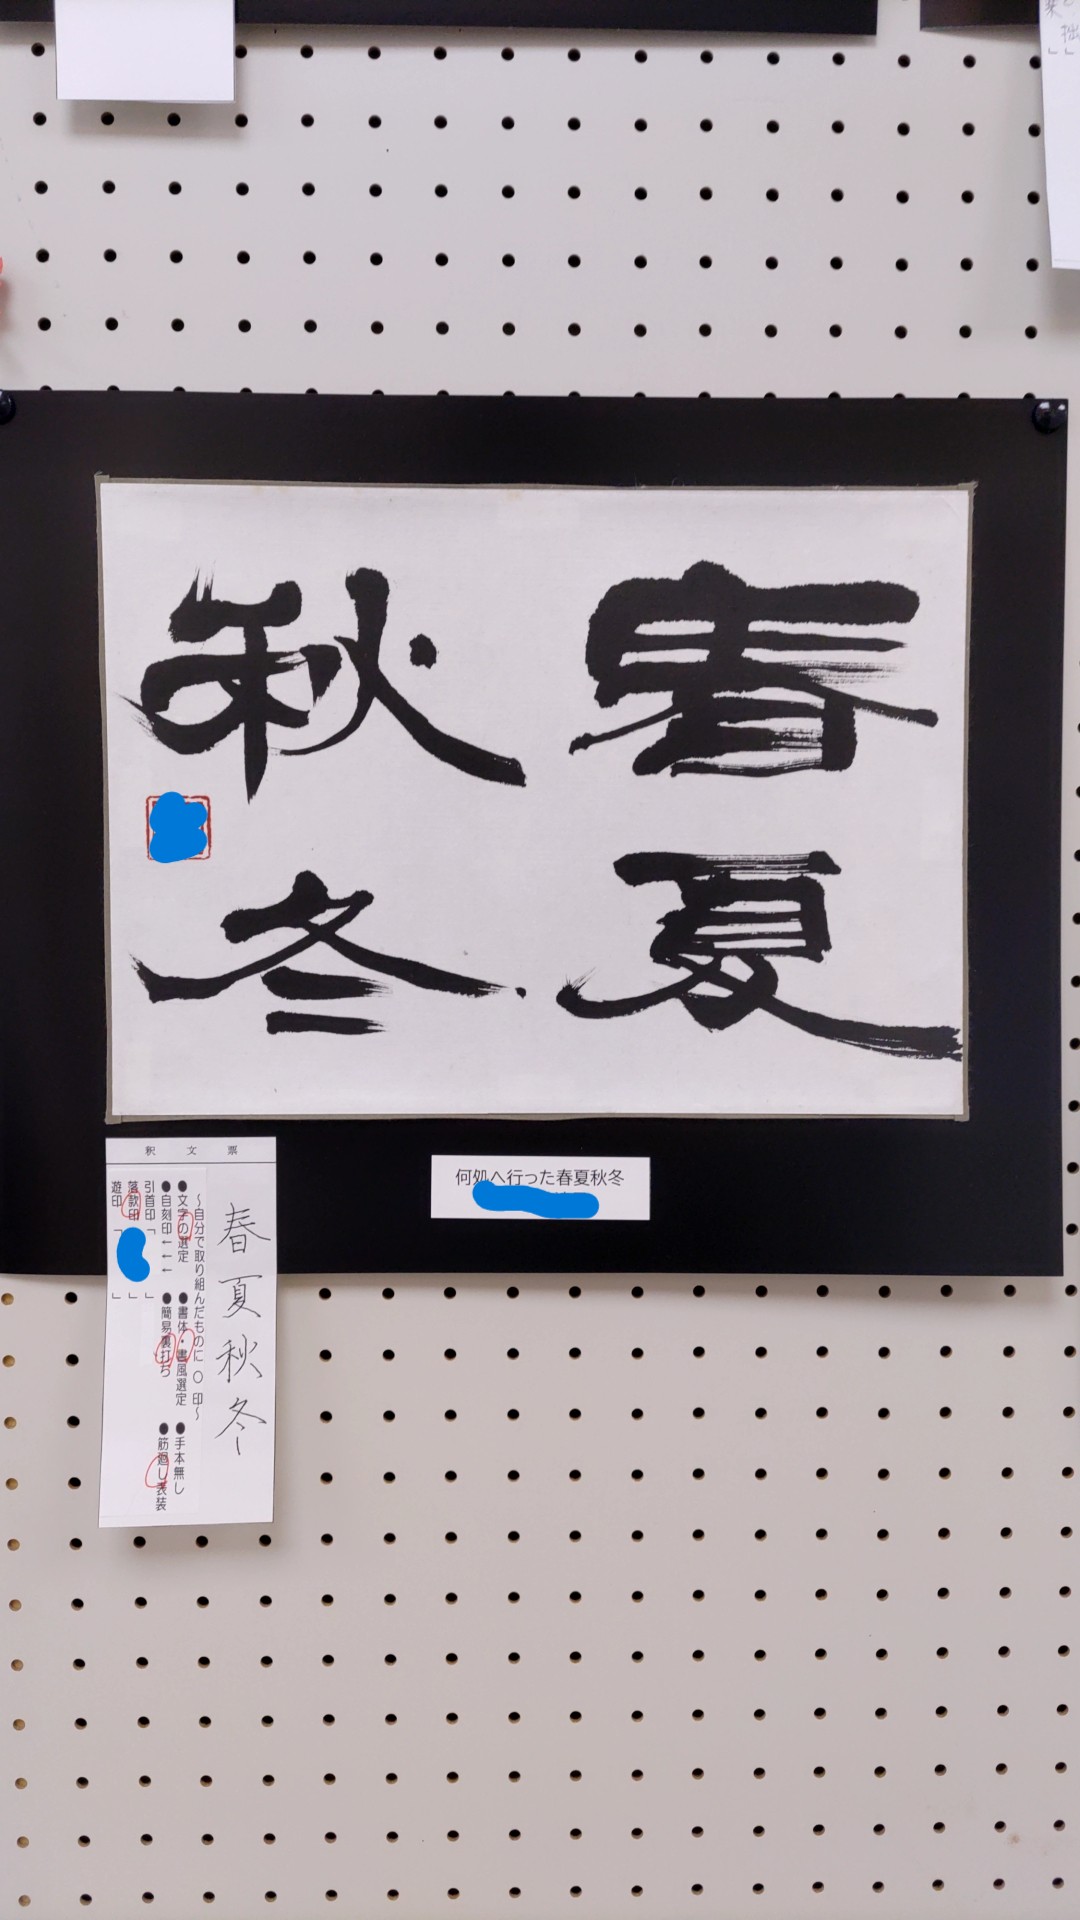 春夏
秋冬
何処へ行った春夏秋冬
釈文票
春夏秋冬
～自分で取り組んだものに○印～
●文字の選定 ●書体・書風選定 ●手本無し
●自刻印←←← ●簡易裏打ち ●筋廻し表装
引首印「 」
落款印「 」
遊印「 」